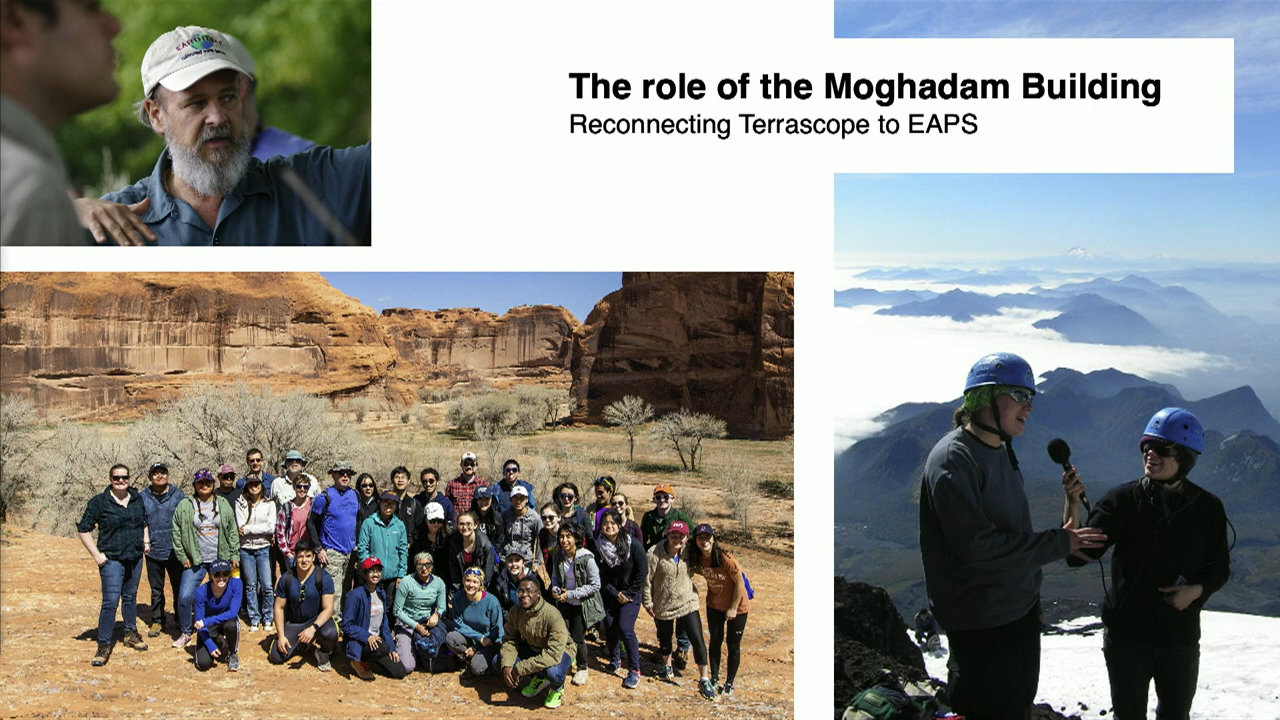 The role of the Moghadam Building
Reconnecting Terrascope to EAPS